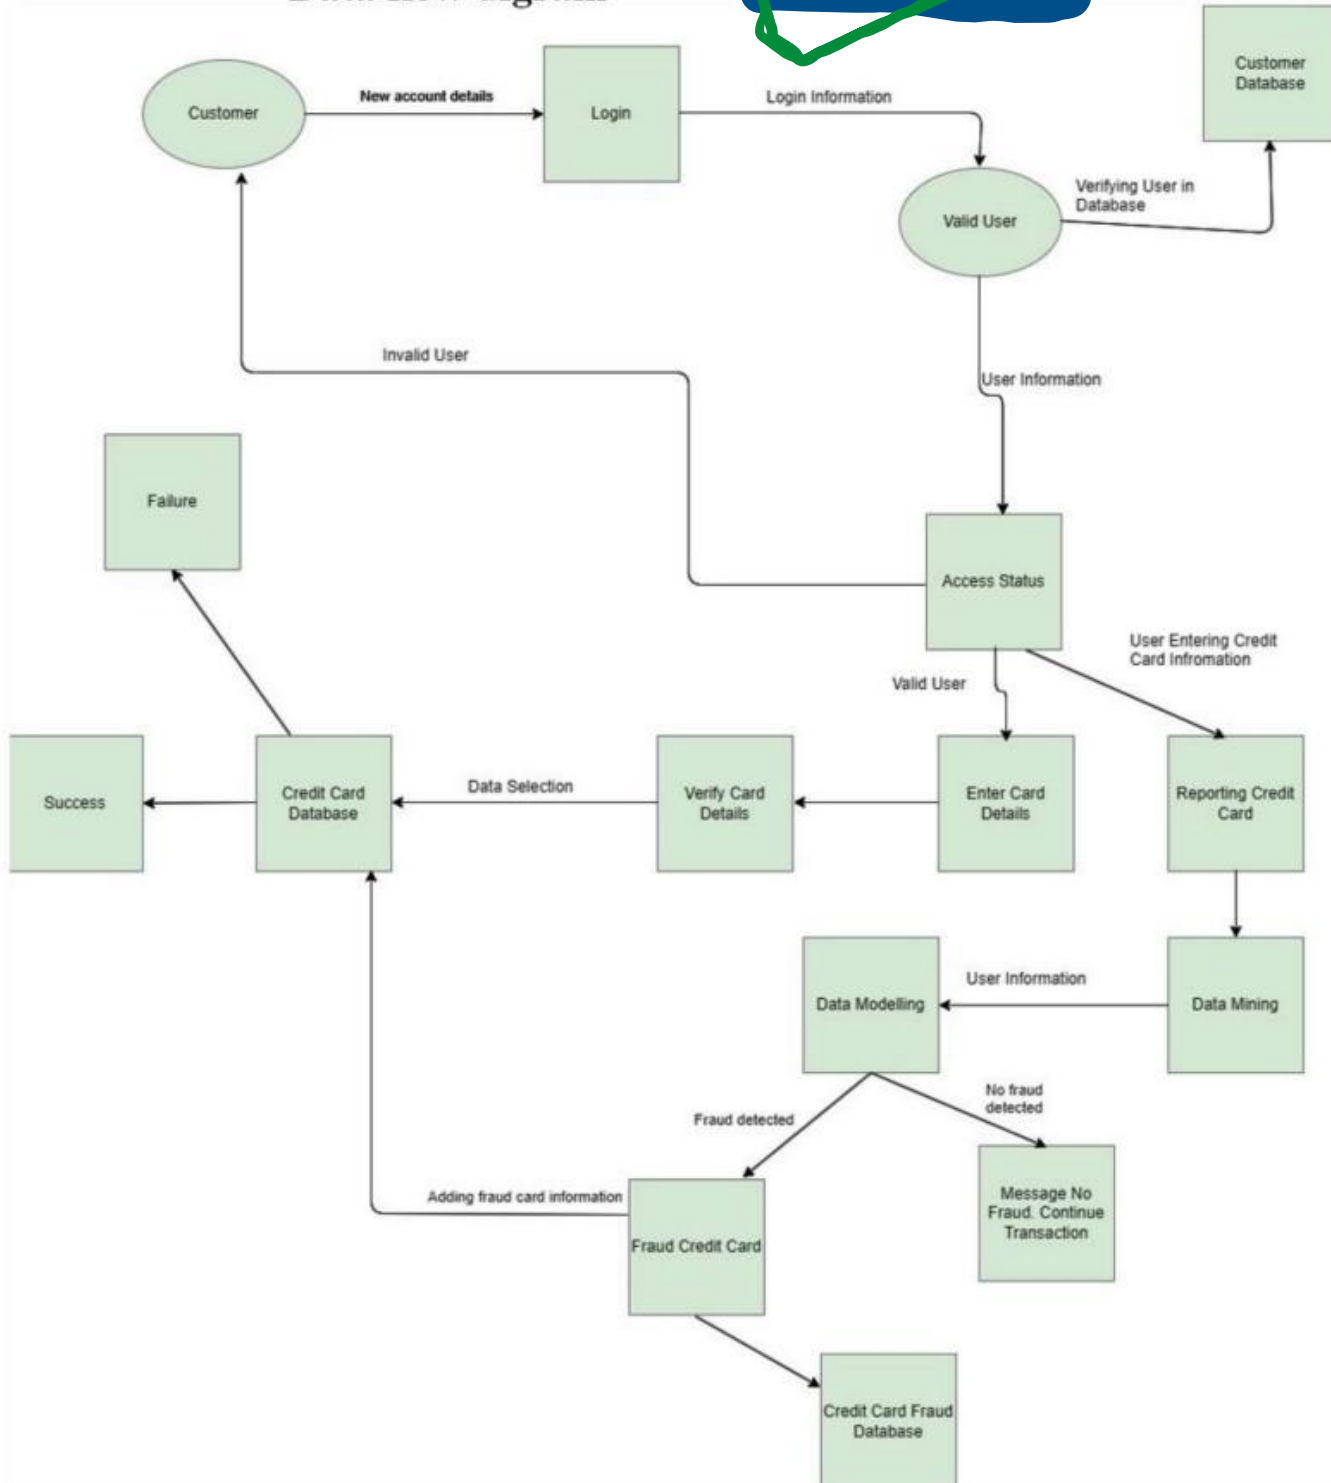 Customer
New account details
Login
Login Information
Customer
Database
Valid User
Verifying User in
Database
Invalid User
User Information
Failure
Access Status
User Entering Credit
Card Infromation
Valid User
Success
Credit Card
Database
Data Selection
Verify Card
Details
Enter Card
Details
Reporting Credit
Card
Data Modelling
User Information
Data Mining
Fraud detected
No fraud
detected
Adding fraud card information
Fraud Credit Card
Message No
Fraud. Continue
Transaction
Credit Card Fraud
Database